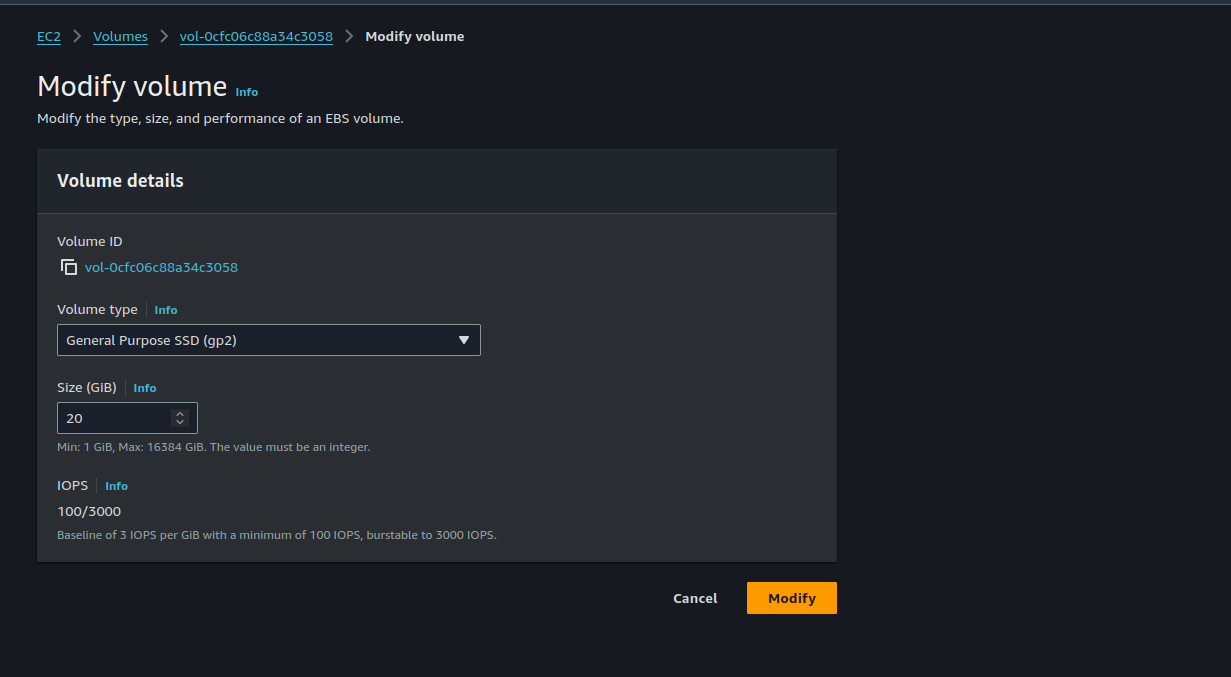 EC2 > Volumes > vol-0cfc06c88a34c3058 > Modify volume
Modify volume Info
Modify the type, size, and performance of an EBS volume.
Volume details
Volume ID
vol-0cfc06c88a34c3058
Volume type Info
General Purpose SSD (gp2)
Size (GiB) Info
20
Min: 1 GiB, Max: 16384 GiB. The value must be an integer.
IOPS Info
100/3000
Baseline of 3 IOPS per GiB with a minimum of 100 IOPS, burstable to 3000 IOPS.
Cancel Modify